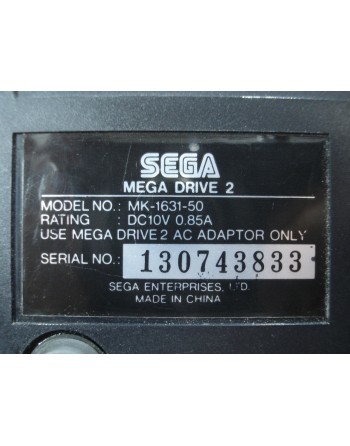 SEGA
MEGA DRIVE 2
MODEL NO.: MK-1631-50
RATING : DC10V 0.85A
USE MEGA DRIVE 2 AC ADAPTOR ONLY
SERIAL NO.: 130743833
SEGA ENTERPRISES, LTD.
MADE IN CHINA